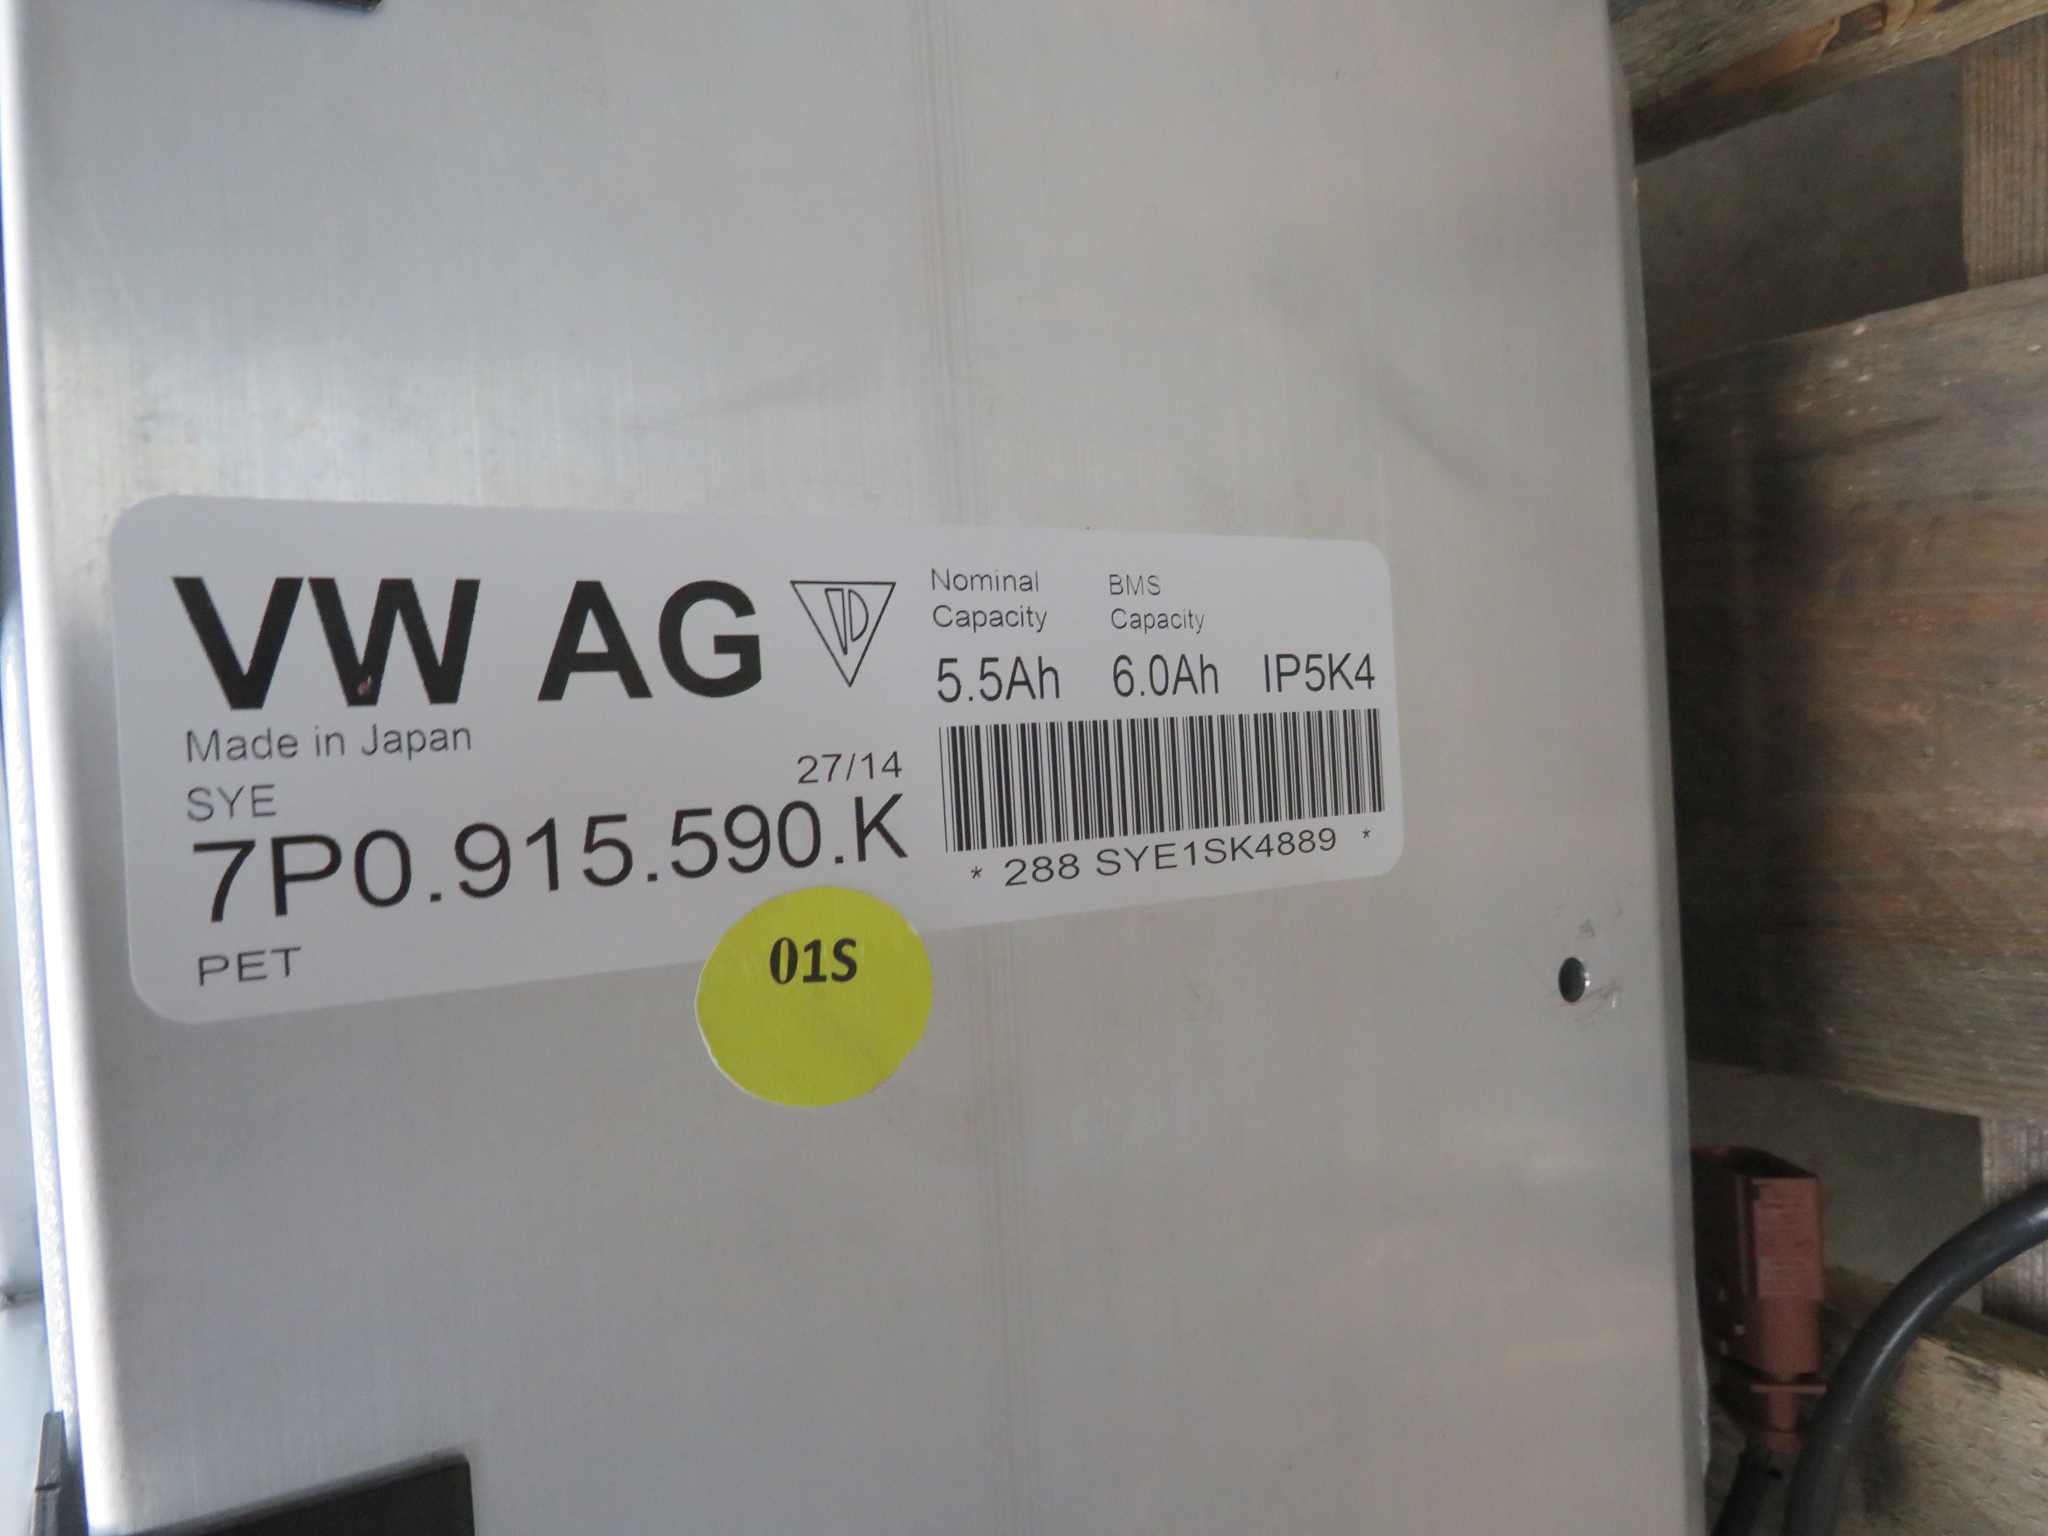 VW AG
Made in Japan
SYE
27/14
7P0.915.590.K
PET
Nominal Capacity
5.5Ah
BMS Capacity
6.0Ah
IP5K4
* 288 SYE1SK4889 *
01S